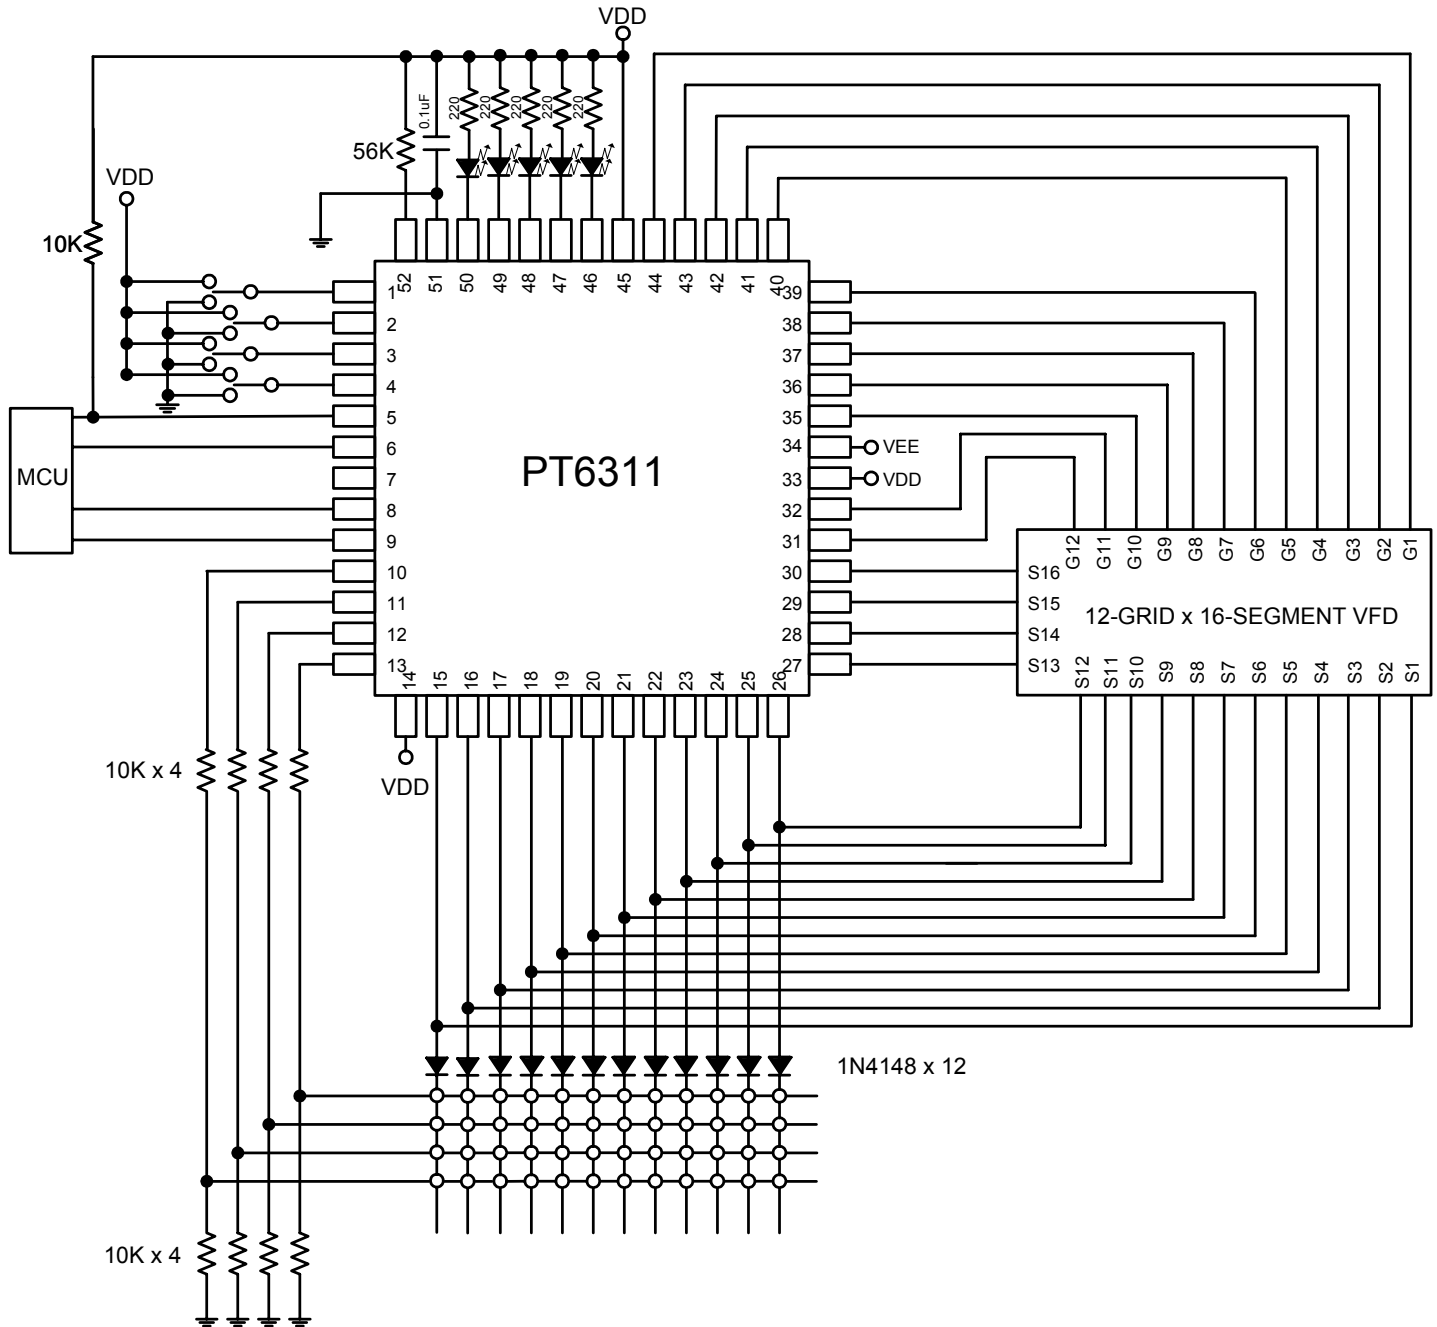 VDD
0.1uF
220
220
220
220
220
56K
VDD
10K
52
51
50
49
48
47
46
45
44
43
42
41
40
1
2
3
4
5
6
7
8
9
10
11
12
13
39
38
37
36
35
34
33
32
31
30
29
28
27
VEE
VDD
MCU
PT6311
G12
G11
G10
G9
G8
G7
G6
G5
G4
G3
G2
G1
S16
S15
S14
S13
12-GRID x 16-SEGMENT VFD
S12
S11
S10
S9
S8
S7
S6
S5
S4
S3
S2
S1
14
15
16
17
18
19
20
21
22
23
24
25
26
VDD
10K x 4
1N4148 x 12
10K x 4